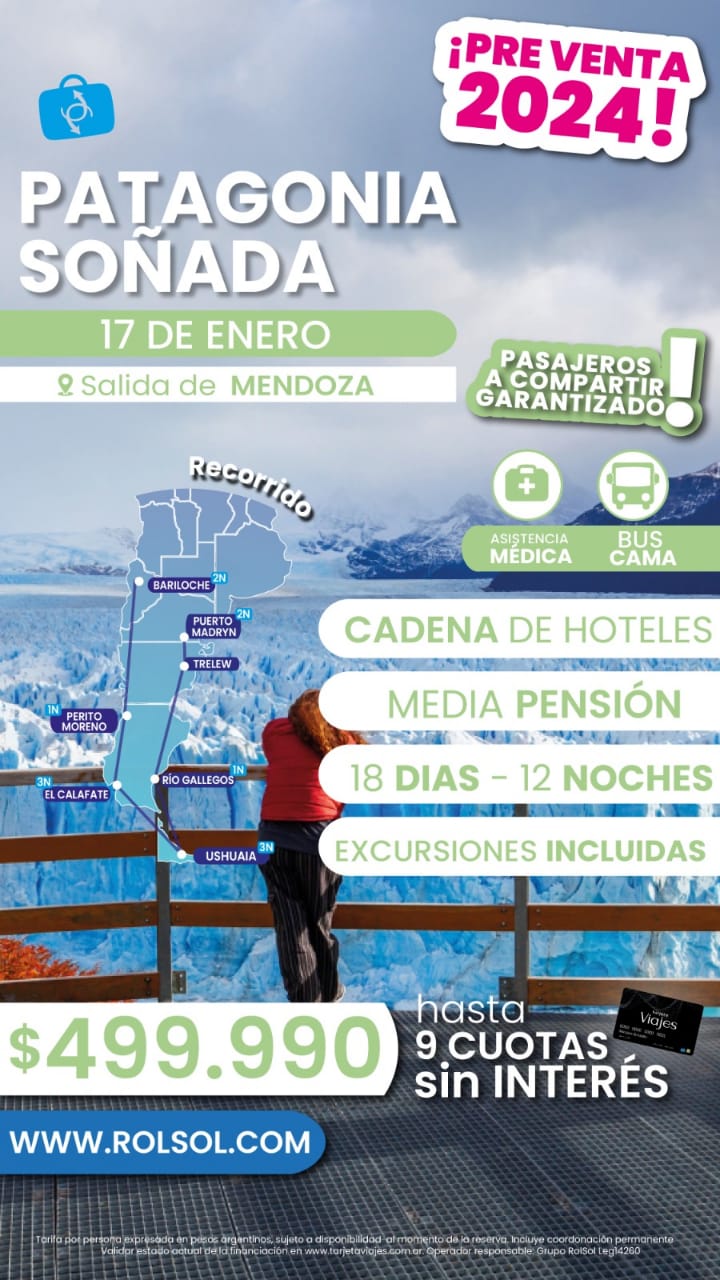 ¡PRE VENTA
2024!
PATAGONIA
SOÑADA
17 DE ENERO
Salida de MENDOZA
PASAJEROS
A COMPARTIR
GARANTIZADO!
Recorrido
ASISTENCIA
MÉDICA
BUS
CAMA
BARILOCHE 2N
PUERTO
MADRYN 2N
TRELEW
1N PERITO
MORENO
RÍO GALLEGOS 1N
3N
EL CALAFATE
USHUAIA 3N
CADENA DE HOTELES
MEDIA PENSIÓN
18 DIAS - 12 NOCHES
EXCURSIONES INCLUIDAS
$499.990
hasta
9 CUOTAS
sin INTERÉS
Viajes
WWW.ROLSOL.COM
Tarifa por persona expresada en pesos argentinos, sujeto a disponibilidad al momento de la reserva. Incluye coordonación permanente
Validar estado actual de la financiación en www.tarjetaviajes.com.ar. Operador responsable: Grupo RolSol Leg14260